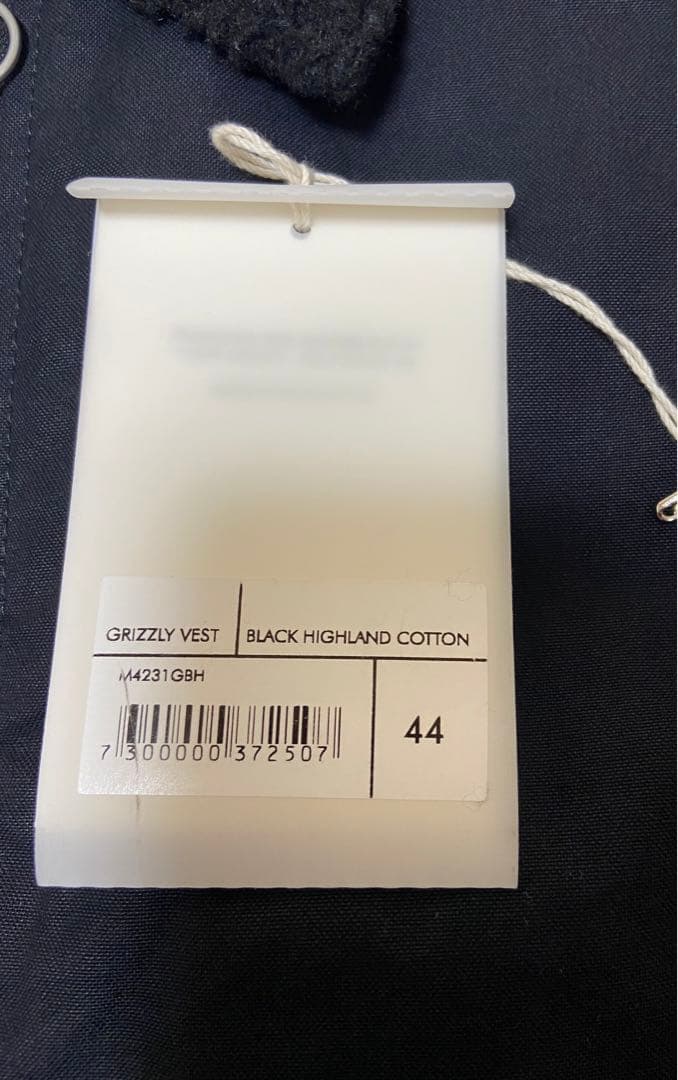 GRIZZLY VEST
BLACK HIGHLAND COTTON
M4231GBH
44
7 300000 372507